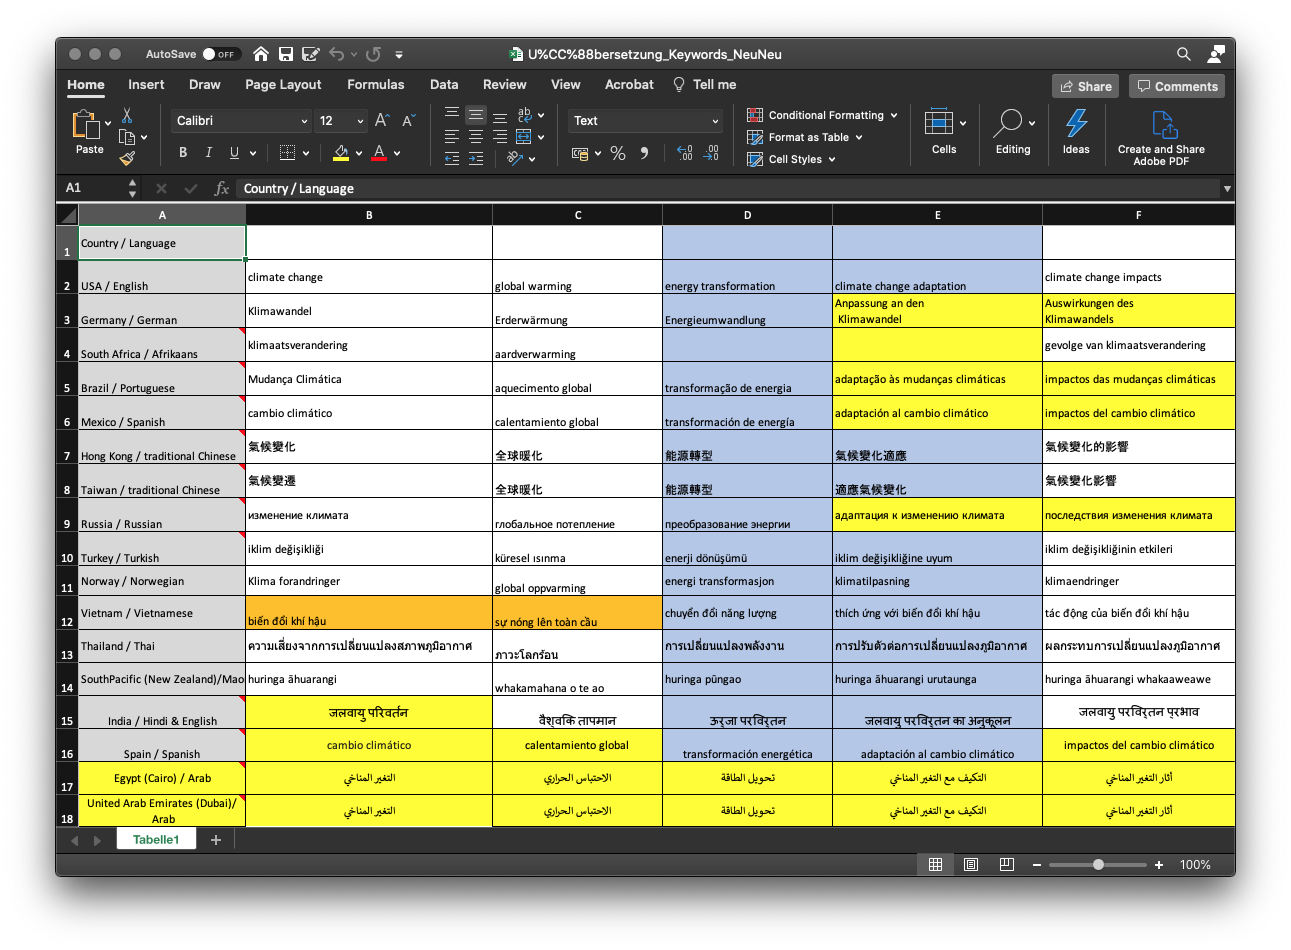 AutoSave OFF U%CC%88bersetzung_Keywords_NeuNeu
Home Insert Draw Page Layout Formulas Data Review View Acrobat Tell me Share Comments
Paste Calibri 12 Text Conditional Formatting Format as Table Cell Styles Cells Editing Ideas Create and Share Adobe PDF
A1 fx Country / Language
A B C D E F
1 Country / Language
2 USA / English climate change global warming energy transformation climate change adaptation climate change impacts
3 Germany / German Klimawandel Erderwärmung Energieumwandlung Anpassung an den Klimawandel Auswirkungen des Klimawandels
4 South Africa / Afrikaans klimaatsverandering aardverwarming gevolge van klimaatsverandering
5 Brazil / Portuguese Mudança Climática aquecimento global transformação de energia adaptação às mudanças climáticas impactos das mudanças climáticas
6 Mexico / Spanish cambio climático calentamiento global transformación de energía adaptación al cambio climático impactos del cambio climático
7 Hong Kong / traditional Chinese 氣候變化 全球暖化 能源轉型 氣候變化適應 氣候變化的影響
8 Taiwan / traditional Chinese 氣候變遷 全球暖化 能源轉型 適應氣候變化 氣候變化影響
9 Russia / Russian изменение климата глобальное потепление преобразование энергии адаптация к изменению климата последствия изменения климата
10 Turkey / Turkish iklim değişikliği küresel ısınma enerji dönüşümü iklim değişikliğine uyum iklim değişikliğinin etkileri
11 Norway / Norwegian Klima forandringer global oppvarming energi transformasjon klimatilpasning klimaendringer
12 Vietnam / Vietnamese biến đổi khí hậu sự nóng lên toàn cầu chuyển đổi năng lượng thích ứng với biến đổi khí hậu tác động của biến đổi khí hậu
13 Thailand / Thai ความเสี่ยงจากการเปลี่ยนแปลงสภาพภูมิอากาศ ภาวะโลกร้อน การเปลี่ยนแปลงพลังงาน การปรับตัวต่อการเปลี่ยนแปลงภูมิอากาศ ผลกระทบการเปลี่ยนแปลงภูมิอากาศ
14 SouthPacific (New Zealand)/Mao huringa āhuarangi whakamahana o te ao huringa pūngao huringa āhuarangi urutaunga huringa āhuarangi whakaaweawe
15 India / Hindi & English जलवायु परिवर्तन वैश्विक तापमान ऊर्जा परिवर्तन जलवायु परिवर्तन का अनुकूलन जलवायु परिवर्तन प्रभाव
16 Spain / Spanish cambio climático calentamiento global transformación energética adaptación al cambio climático impactos del cambio climático
17 Egypt (Cairo) / Arab التغير المناخي الاحتباس الحراري تحويل الطاقة التكيف مع التغير المناخي أثار التغير المناخي
18 United Arab Emirates (Dubai)/ Arab التغير المناخي الاحتباس الحراري تحويل الطاقة التكيف مع التغير المناخي أثار التغير المناخي
Tabelle1
100%